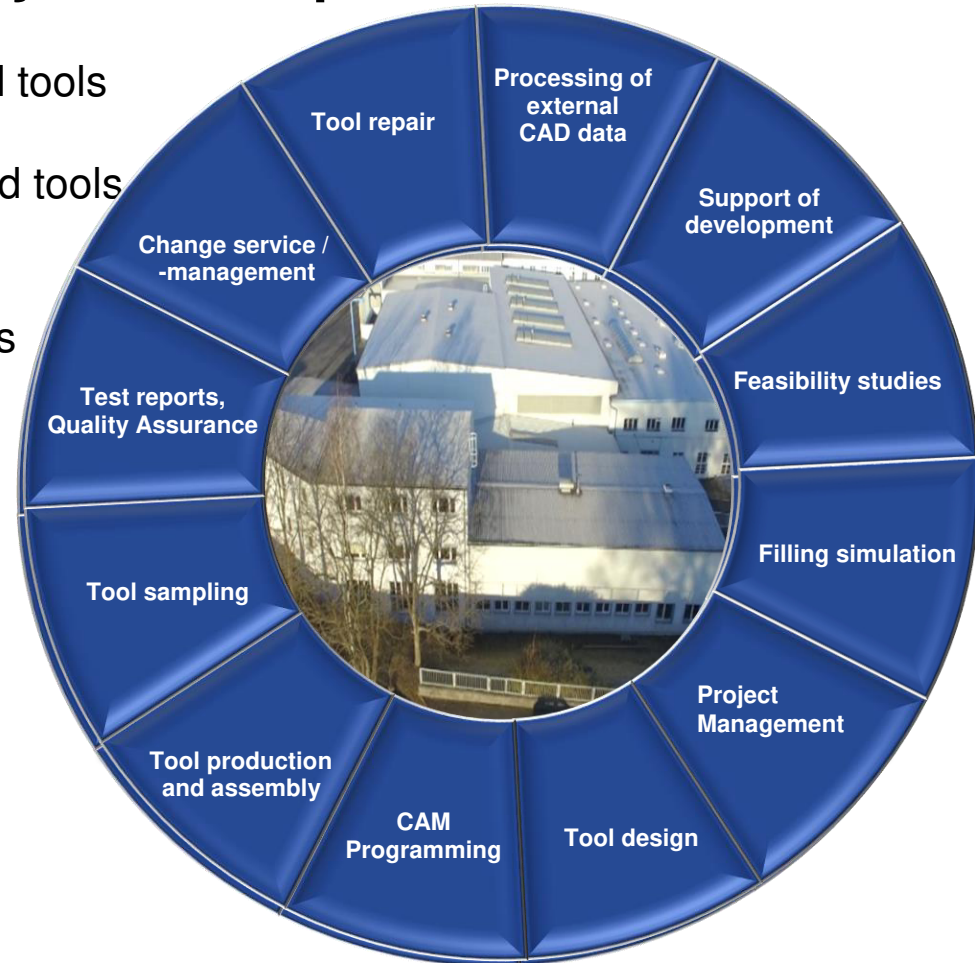 tools
tools
Processing of
external
CAD data
Support of
development
Feasibility studies
Filling simulation
Project
Management
Tool design
CAM
Programming
Tool production
and assembly
Tool sampling
Test reports,
Quality Assurance
Change service /
-management
Tool repair